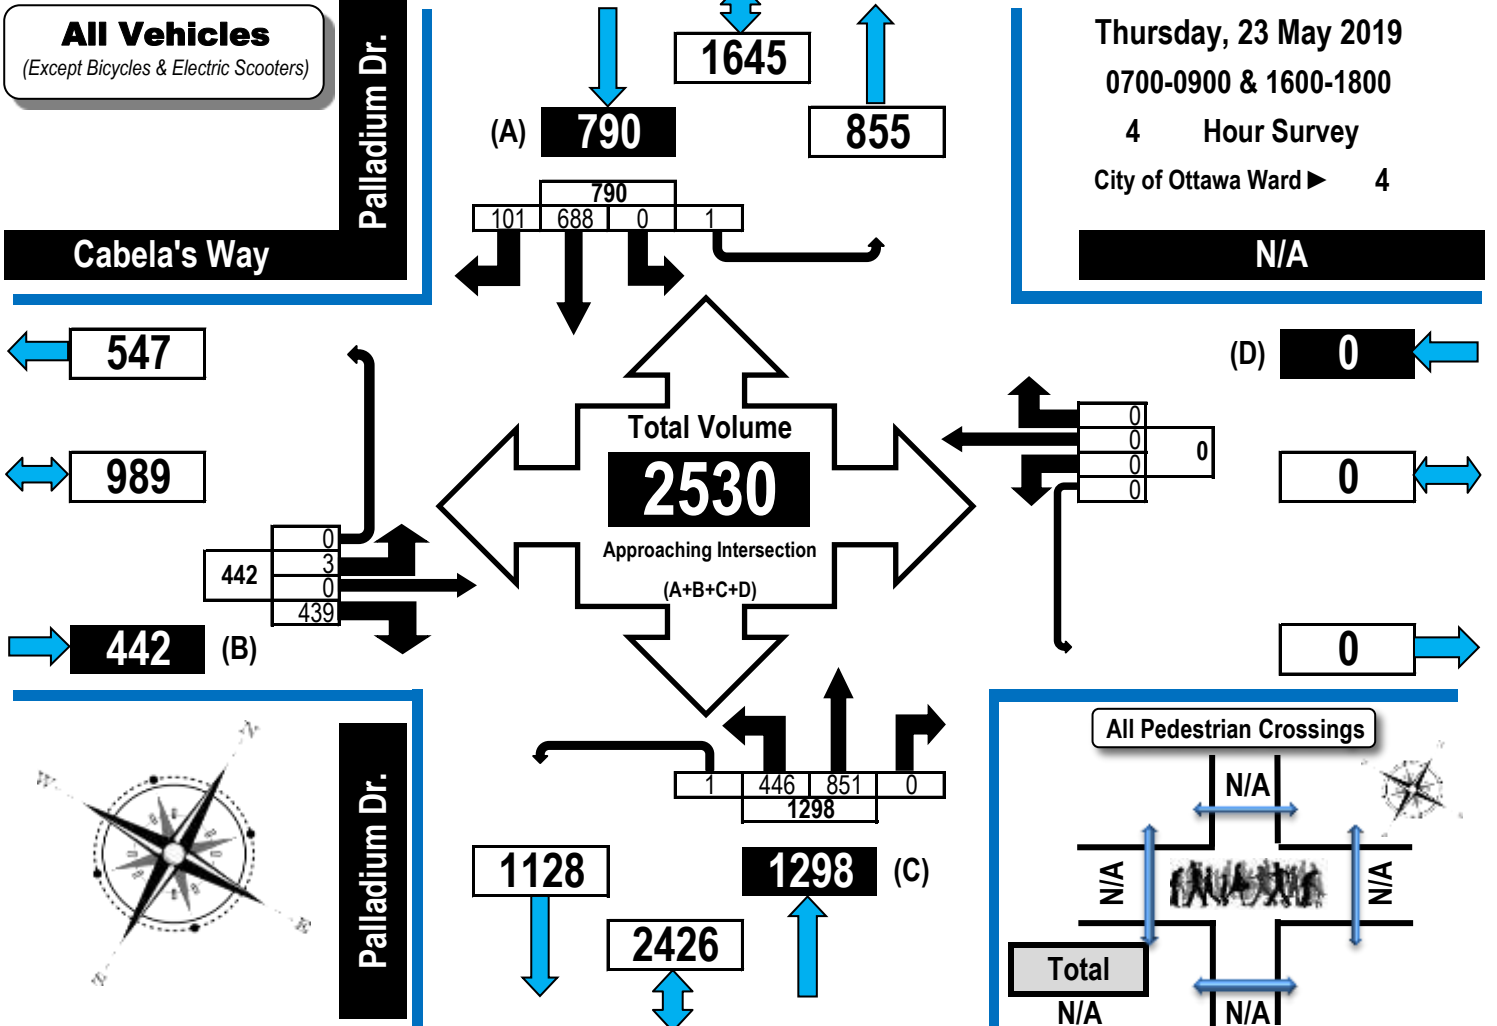 All Vehicles
(Except Bicycles & Electric Scooters)
Palladium Dr.
Cabela's Way
1645
(A) 790
855
790
101 688 0 1
Thursday, 23 May 2019
0700-0900 & 1600-1800
4 Hour Survey
City of Ottawa Ward ► 4
N/A
547
989
0
3
0
439
442
442 (B)
Total Volume
2530
Approaching Intersection
(A+B+C+D)
(D) 0
0
0
0
0
0
0
0
1 446 851 0
1298
1128
1298 (C)
2426
Palladium Dr.
N
W
E
S
All Pedestrian Crossings
N/A
N/A
N/A
Total
N/A
N/A